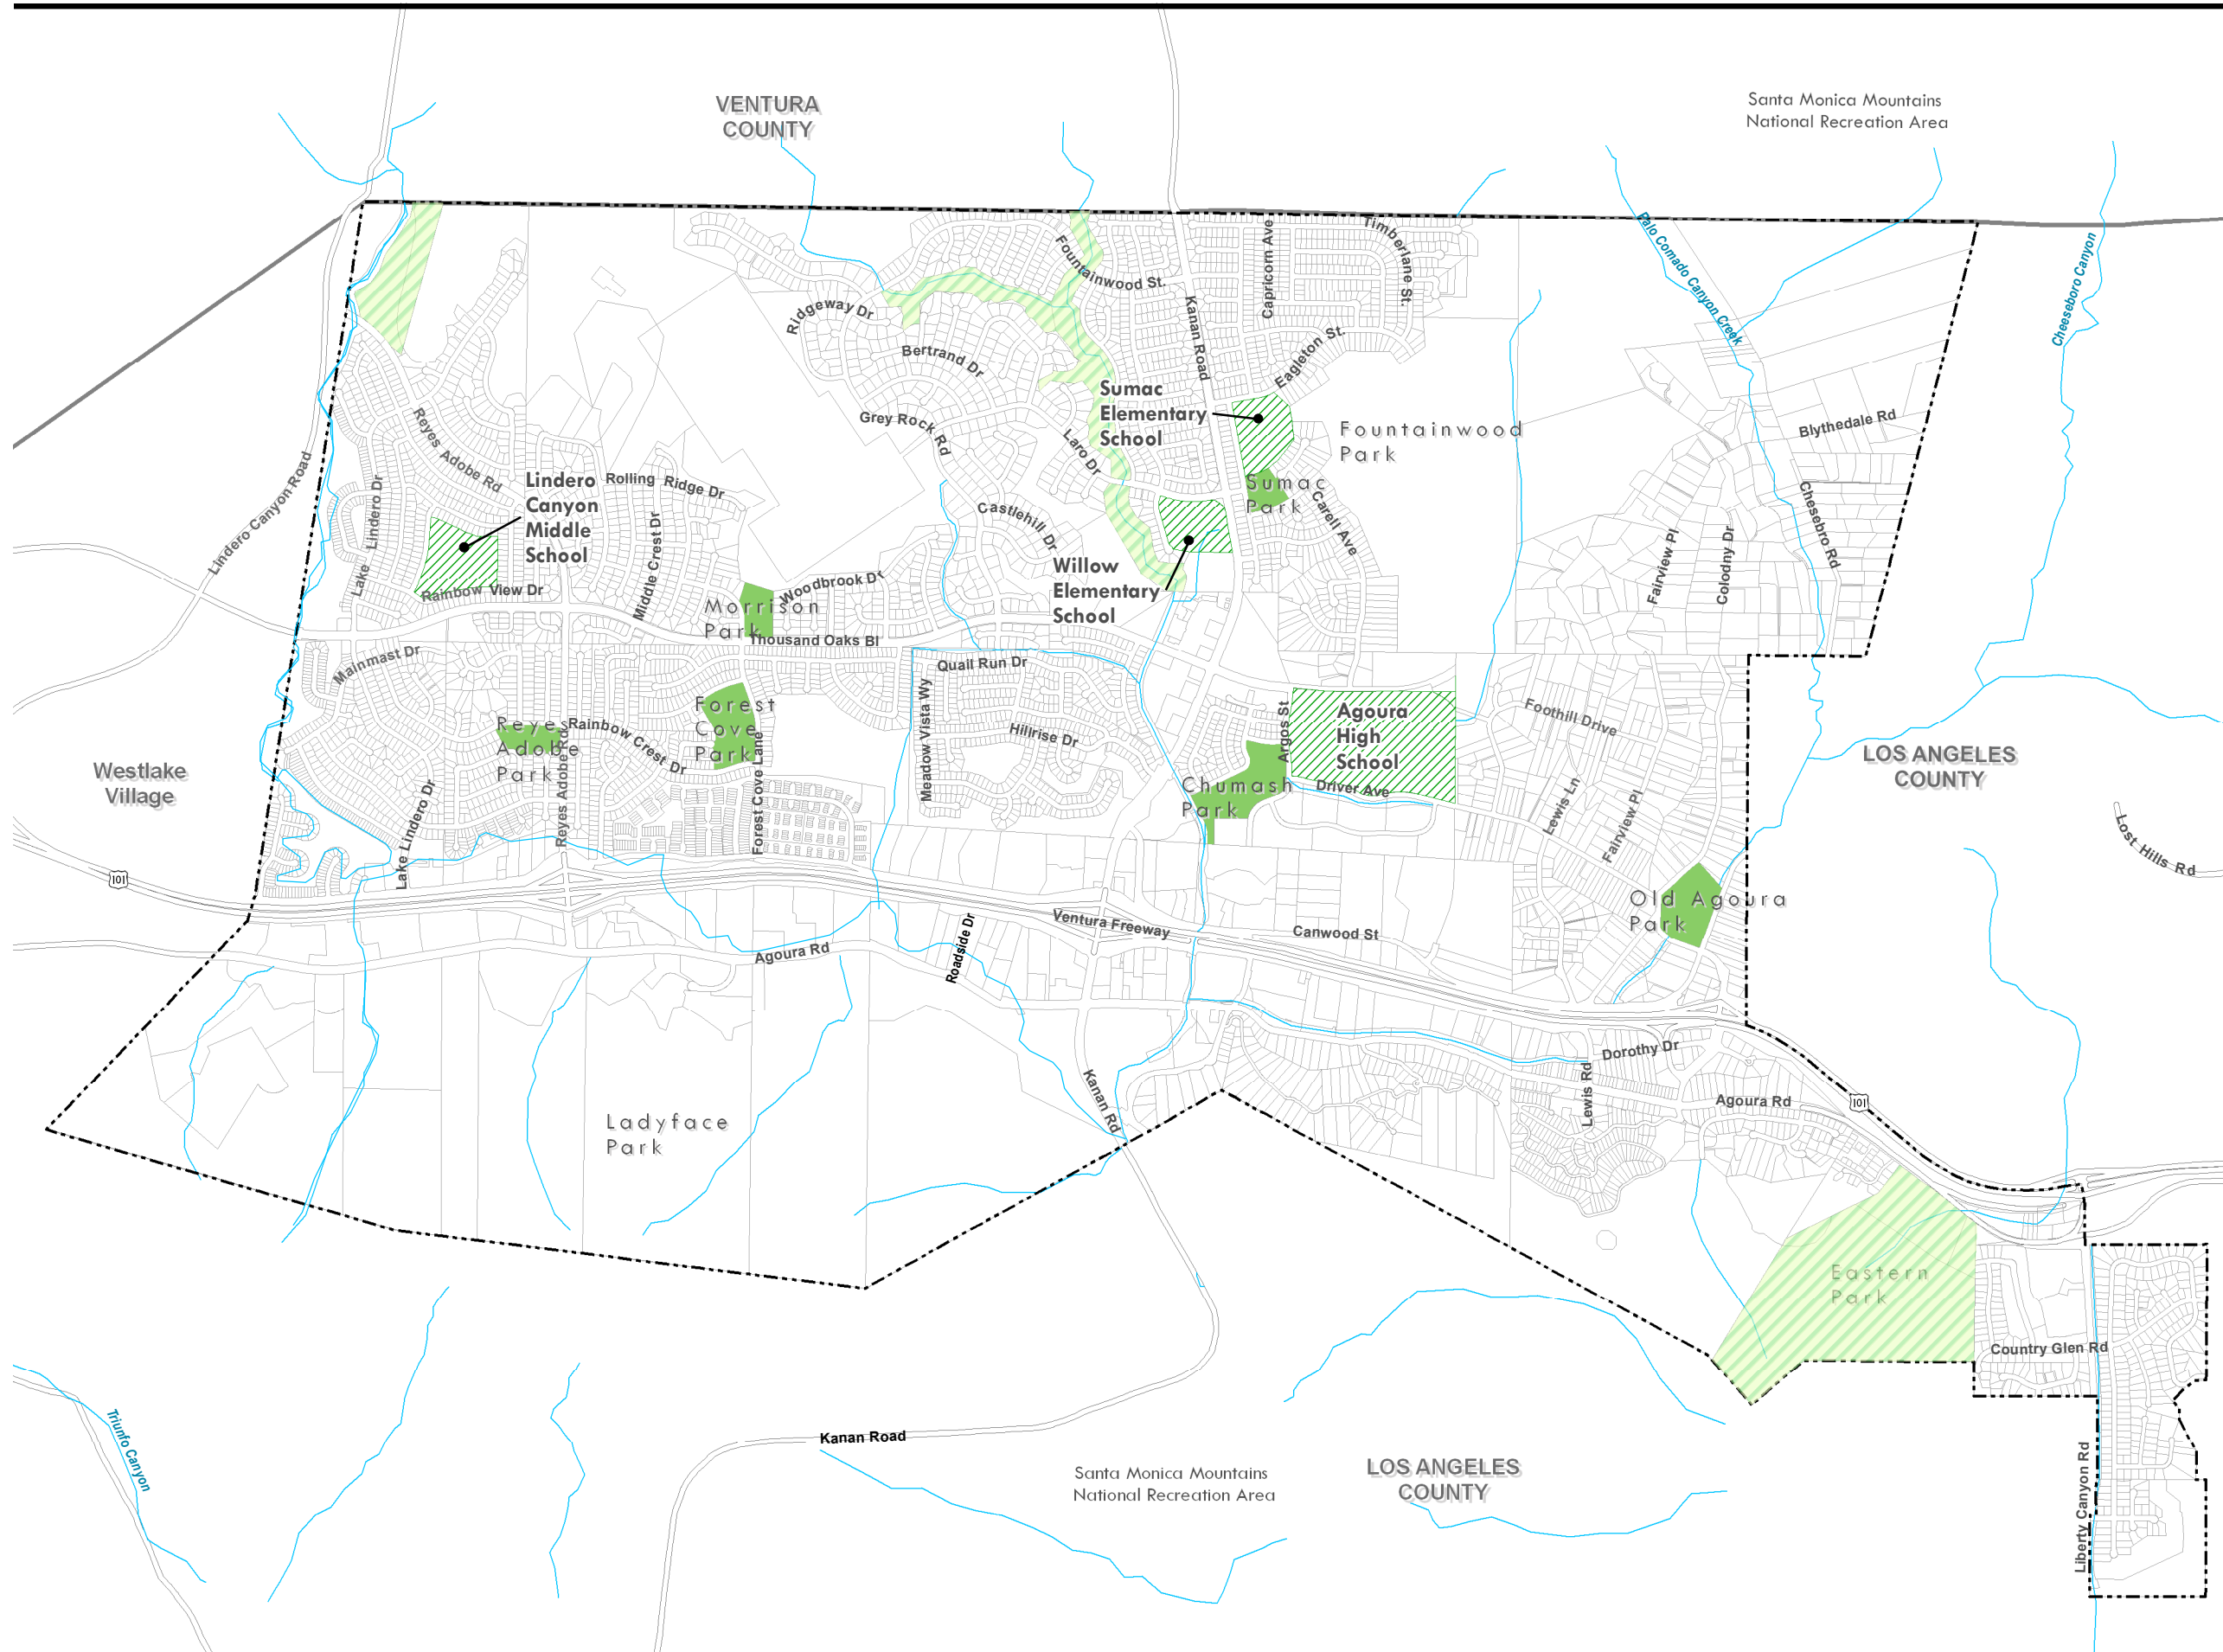 VENTURA
COUNTY
Santa Monica Mountains
National Recreation Area
Palo Comado Canyon Creek
Cheeseboro Canyon
Timberlane St.
Capricorn Ave
Fountainwood St.
Kanan Road
Ridgeway Dr
Bertrand Dr
Eagleton St.
Grey Rock Rd
Laro Dr
Sumac
Elementary
School
Fountainwood
Park
Blythedale Rd
Chesebro Rd
Reyes Adobe Rd
Lindero Canyon Road
Lake Lindero Dr
Lindero
Canyon
Middle
School
Rolling Ridge Dr
Middle Crest Dr
Castlehill Dr
Sumac
Park
Carell Ave
Fairview Pl
Colodny Dr
Willow
Elementary
School
Rainbow View Dr
Woodbrook Dr
Morrison
Park
Thousand Oaks Bl
Mainmast Dr
Quail Run Dr
Meadow Vista Wy
Hillrise Dr
Forest
Cove
Park
Reyes
Adobe
Park
Rainbow Crest Dr
Reyes Adobe Rd
Forest Cove Lane
Argos St
Agoura
High
School
Foothill Drive
Chumash
Park
Driver Ave
Lewis Ln
Fairview Pl
LOS ANGELES
COUNTY
Westlake
Village
Lake Lindero Dr
Lost Hills Rd
101
Old Agoura
Park
Ventura Freeway
Canwood St
Roadside Dr
Agoura Rd
Dorothy Dr
Lewis Rd
Agoura Rd
101
Kanan Rd
Ladyface
Park
Eastern
Park
Country Glen Rd
Kanan Road
Triunfo Canyon
Santa Monica Mountains
National Recreation Area
LOS ANGELES
COUNTY
Liberty Canyon Rd